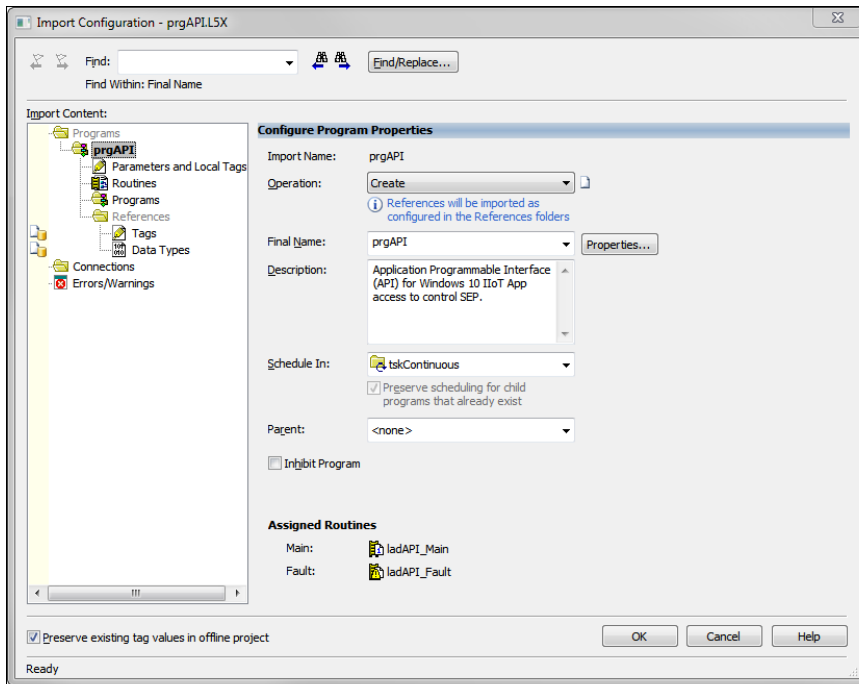 Import Configuration - prgAPI.L5X
Find:
Find/Replace...
Find Within: Final Name
Import Content:
Programs
prgAPI
Parameters and Local Tags
Routines
Programs
References
Tags
Data Types
Connections
Errors/Warnings
Configure Program Properties
Import Name: prgAPI
Operation: Create
References will be imported as
configured in the References folders
Final Name: prgAPI Properties...
Description: Application Programmable Interface
(API) for Windows 10 IIoT App
access to control SEP.
Schedule In: tskContinuous
Preserve scheduling for child
programs that already exist
Parent: <none>
Inhibit Program
Assigned Routines
Main: ladAPI_Main
Fault: ladAPI_Fault
Preserve existing tag values in offline project
OK Cancel Help
Ready